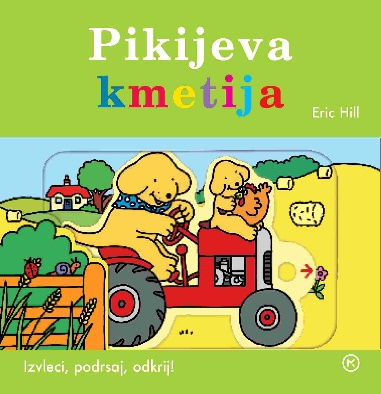 Pikijeva
kmetija
Eric Hill
Izvleci, podrsaj, odkrij!